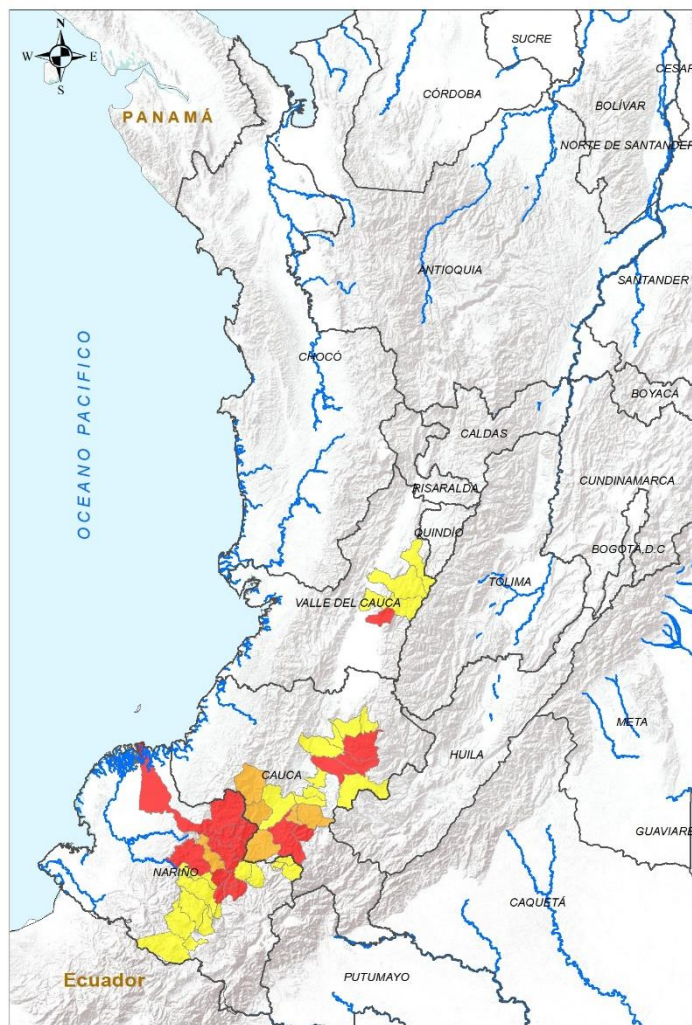 N
W E
S
PANAMÁ
SUCRE
CÓRDOBA
CESAR
BOLÍVAR
NORTE DE SANTANDER
ANTIOQUIA
SANTANDER
CHOCÓ
BOYACÁ
CALDAS
CUNDINAMARCA
RISARALDA
OCEANO PACIFICO
QUINDÍO
BOGOTÁ,D.C
TOLIMA
VALLE DEL CAUCA
META
HUILA
CAUCA
GUAVIARE
NARIÑO
CAQUETÁ
PUTUMAYO
Ecuador